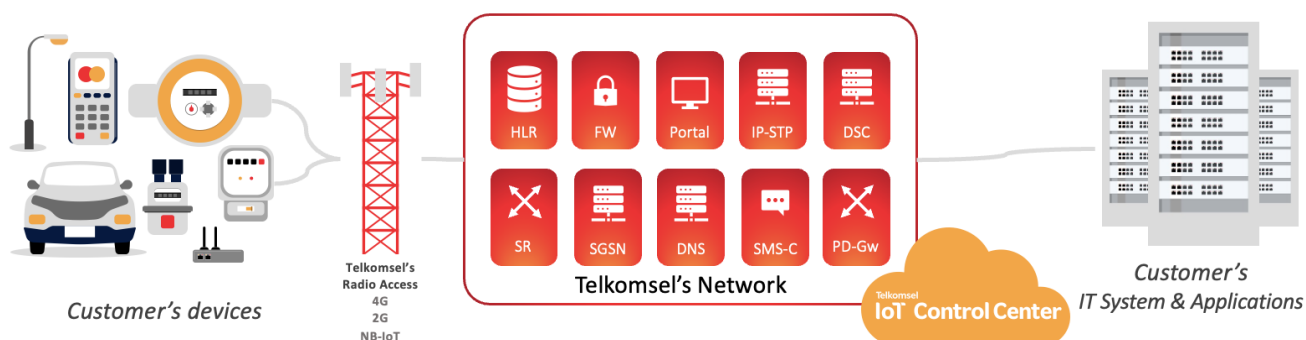 HLR
FW
Portal
IP-STP
DSC
SR
SGSN
DNS
SMS-C
PD-Gw
Telkomsel's
Radio Access
4G
2G
NB-IoT
Customer's devices
Telkomsel's Network
Telkomsel
IoT Control Center
Customer's
IT System & Applications